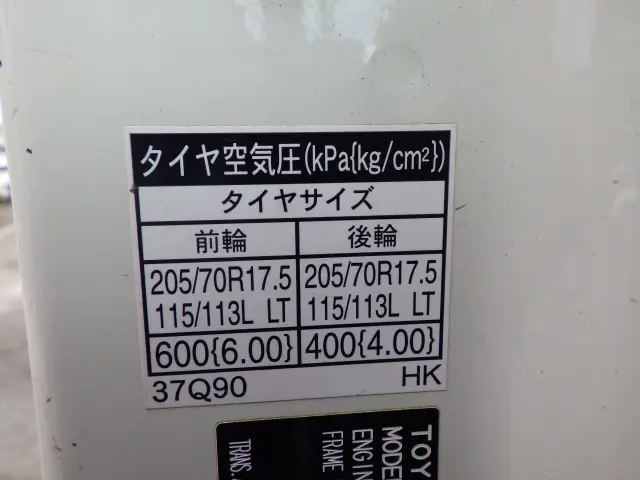 タイヤ空気圧(kPa{kg/cm²})
タイヤサイズ
前輪 後輪
205/70R17.5 205/70R17.5
115/113L LT 115/113L LT
600{6.00} 400{4.00}
37Q90 HK
TOY
MODE
ENGIN
FRAME
TRANS.